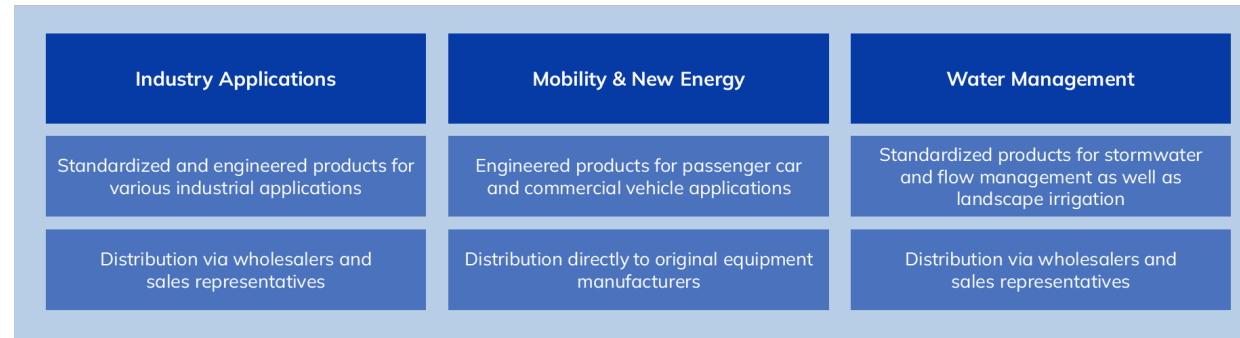 Industry Applications
Standardized and engineered products for
various industrial applications
Distribution via wholesalers and
sales representatives
Mobility & New Energy
Engineered products for passenger car
and commercial vehicle applications
Distribution directly to original equipment
manufacturers
Water Management
Standardized products for stormwater
and flow management as well as
landscape irrigation
Distribution via wholesalers and
sales representatives